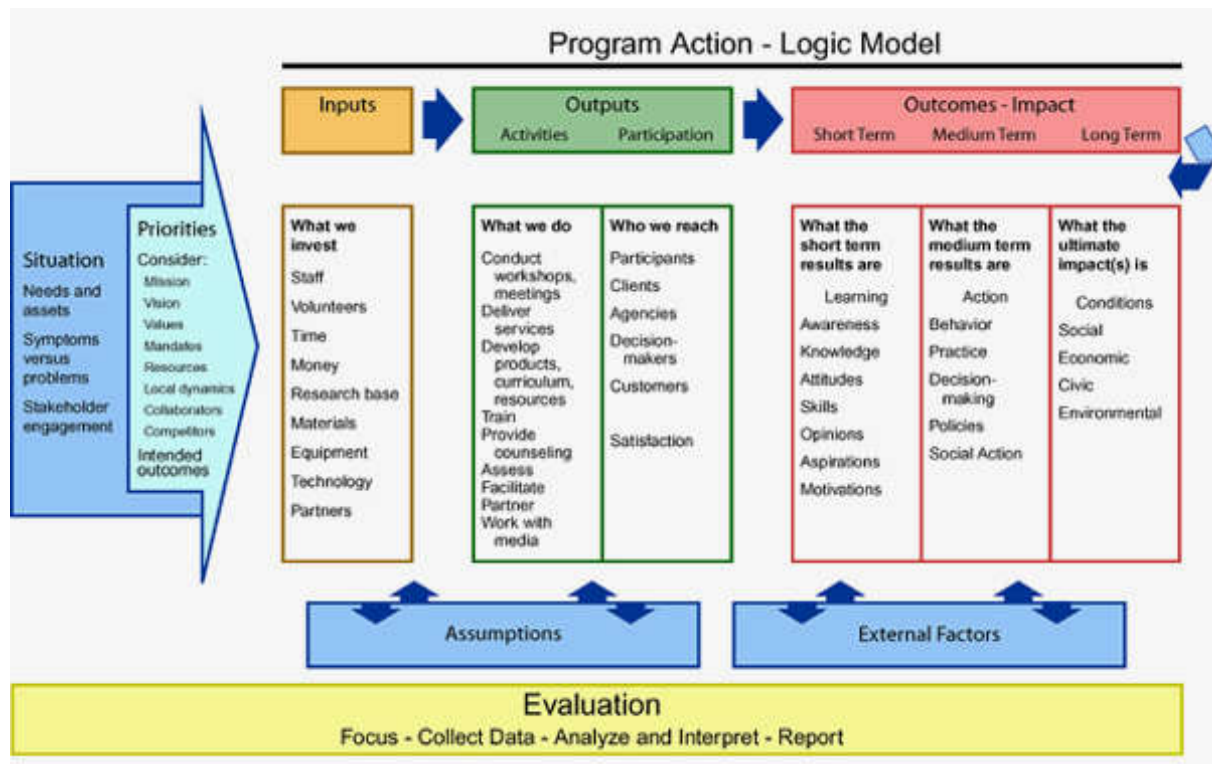 Program Action - Logic Model
Inputs
Outputs
Activities Participation
Outcomes - Impact
Short Term Medium Term Long Term
Situation
Needs and
assets
Symptoms
versus
problems
Stakeholder
engagement
Priorities
Consider:
Mission
Vision
Values
Mandates
Resources
Local dynamics
Collaborators
Competitors
Intended
outcomes
What we
invest
Staff
Volunteers
Time
Money
Research base
Materials
Equipment
Technology
Partners
What we do
Conduct
workshops,
meetings
Deliver
services
Develop
products,
curriculum,
resources
Train
Provide
counseling
Assess
Facilitate
Partner
Work with
media
Who we reach
Participants
Clients
Agencies
Decision-
makers
Customers
Satisfaction
What the
short term
results are
Learning
Awareness
Knowledge
Attitudes
Skills
Opinions
Aspirations
Motivations
What the
medium term
results are
Action
Behavior
Practice
Decision-
making
Policies
Social Action
What the
ultimate
impact(s) is
Conditions
Social
Economic
Civic
Environmental
Assumptions
External Factors
Evaluation
Focus - Collect Data - Analyze and Interpret - Report